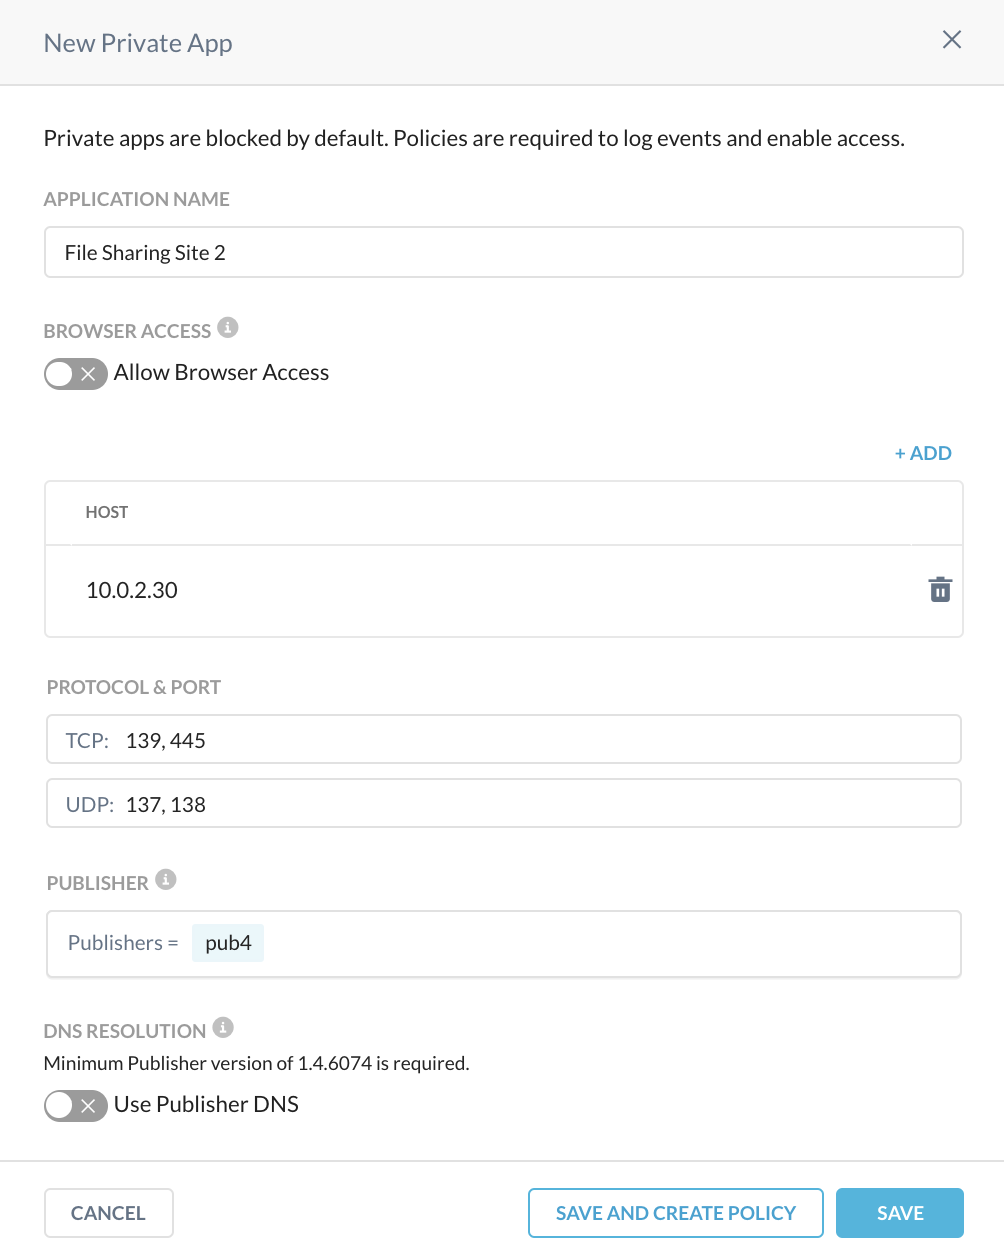 New Private App
Private apps are blocked by default. Policies are required to log events and enable access.
APPLICATION NAME
File Sharing Site 2
BROWSER ACCESS
Allow Browser Access
+ ADD
HOST
10.0.2.30
PROTOCOL & PORT
TCP: 139, 445
UDP: 137, 138
PUBLISHER
Publishers = pub4
DNS RESOLUTION
Minimum Publisher version of 1.4.6074 is required.
Use Publisher DNS
CANCEL SAVE AND CREATE POLICY SAVE